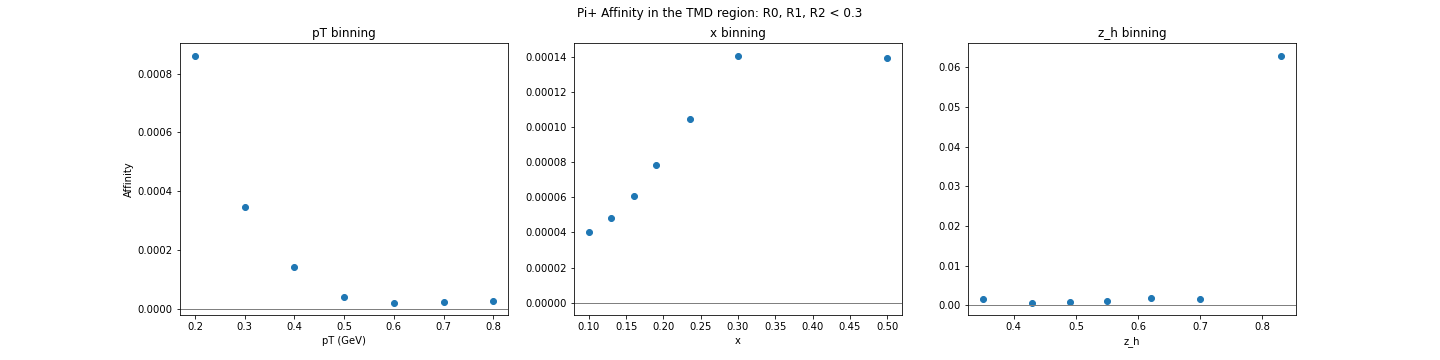 Pi+ Affinity in the TMD region: R0, R1, R2 < 0.3
pT binning
Affinity
0.0008
0.0006
0.0004
0.0002
0.0000
0.2 0.3 0.4 0.5 0.6 0.7 0.8
pT (GeV)
x binning
0.00014
0.00012
0.00010
0.00008
0.00006
0.00004
0.00002
0.00000
0.10 0.15 0.20 0.25 0.30 0.35 0.40 0.45 0.50
x
z_h binning
0.06
0.05
0.04
0.03
0.02
0.01
0.00
0.4 0.5 0.6 0.7 0.8
z_h